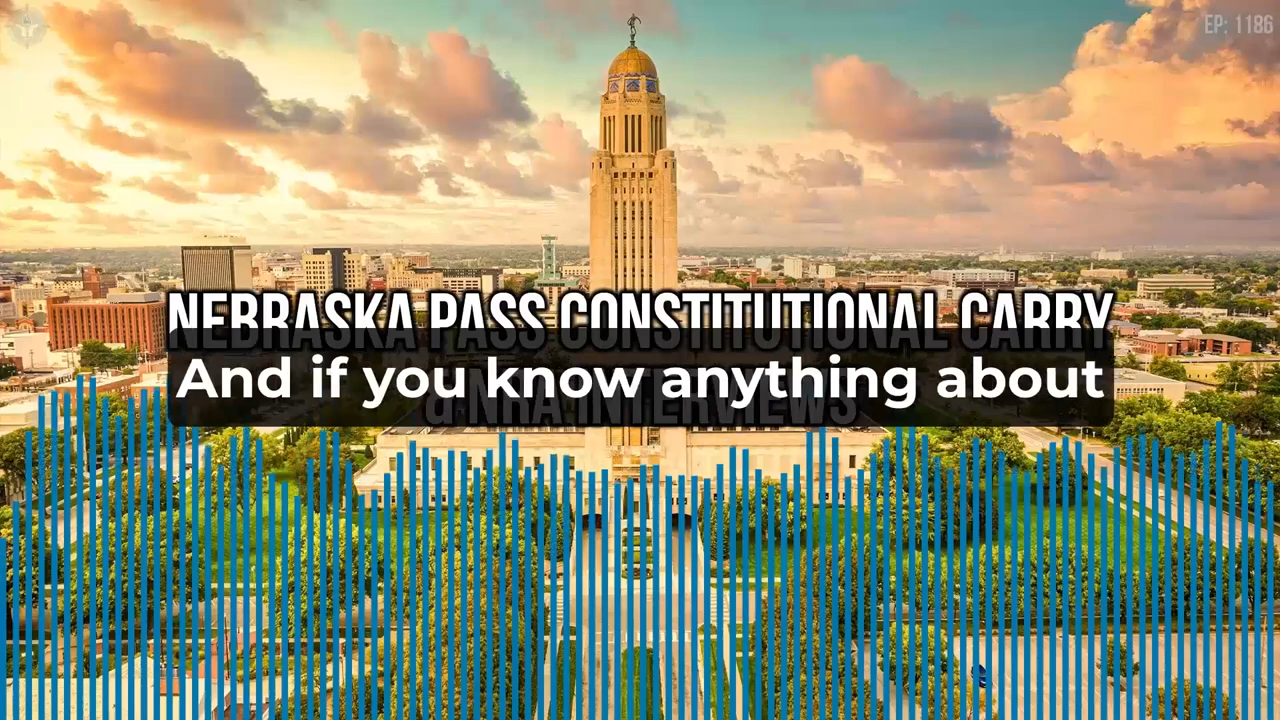 EP: 1186
NEBRASKA PASS CONSTITUTIONAL CARRY
And if you know anything about
& NRA INTERVIEWS